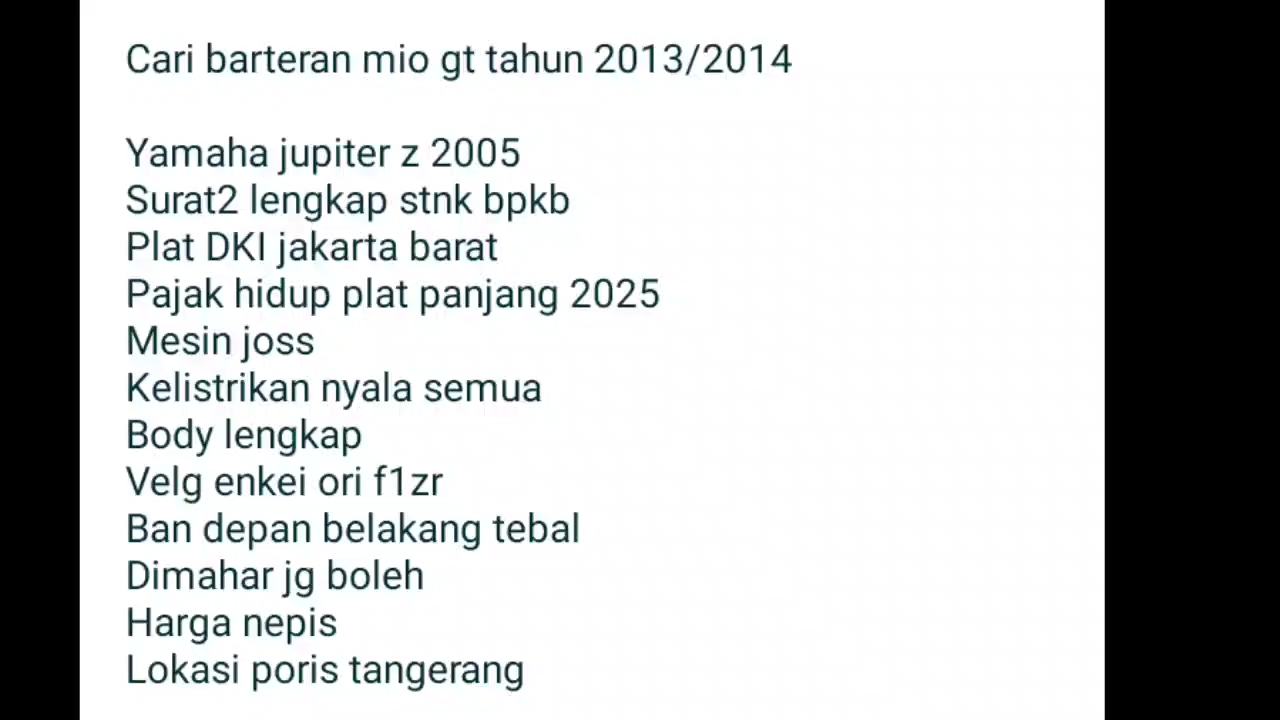 Cari barteran mio gt tahun 2013/2014
Yamaha jupiter z 2005
Surat2 lengkap stnk bpkb
Plat DKI jakarta barat
Pajak hidup plat panjang 2025
Mesin joss
Kelistrikan nyala semua
Body lengkap
Velg enkei ori f1zr
Ban depan belakang tebal
Dimahar jg boleh
Harga nepis
Lokasi poris tangerang